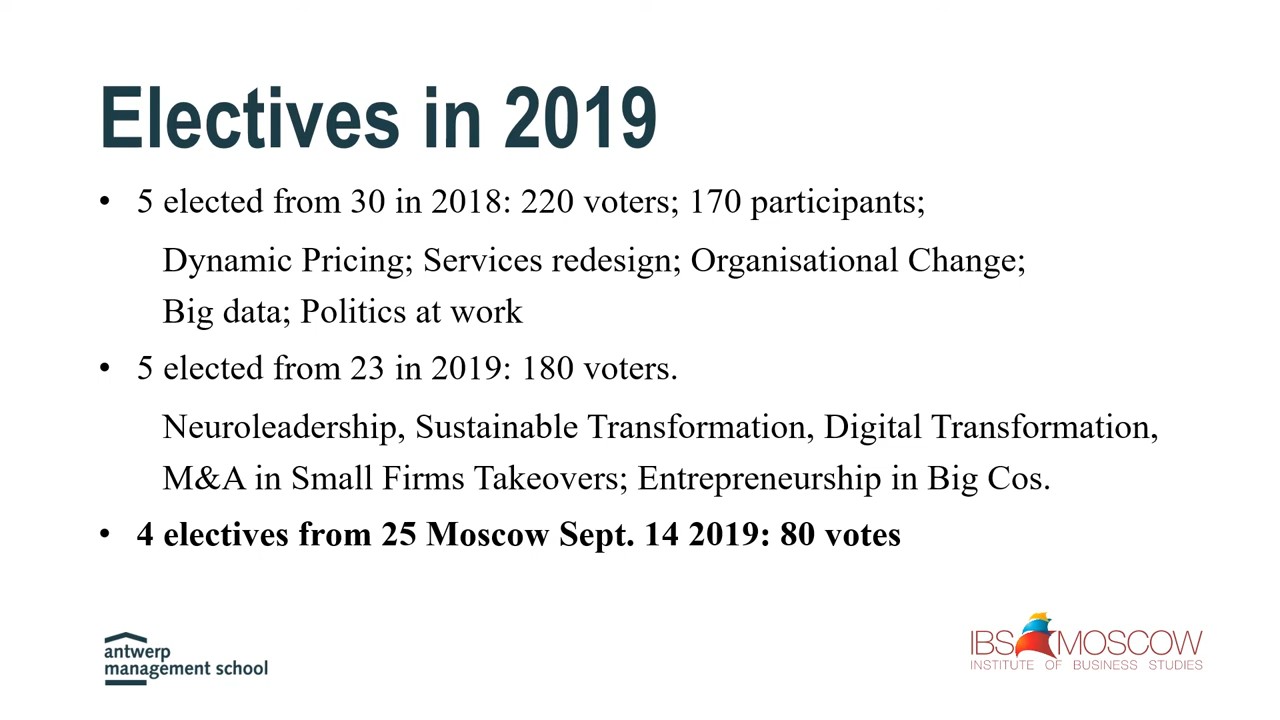 Electives in 2019
• 5 elected from 30 in 2018: 220 voters; 170 participants;
Dynamic Pricing; Services redesign; Organisational Change;
Big data; Politics at work
• 5 elected from 23 in 2019: 180 voters.
Neuroleadership, Sustainable Transformation, Digital Transformation,
M&A in Small Firms Takeovers; Entrepreneurship in Big Cos.
• 4 electives from 25 Moscow Sept. 14 2019: 80 votes
antwerp
management school
IBS MOSCOW
INSTITUTE OF BUSINESS STUDIES